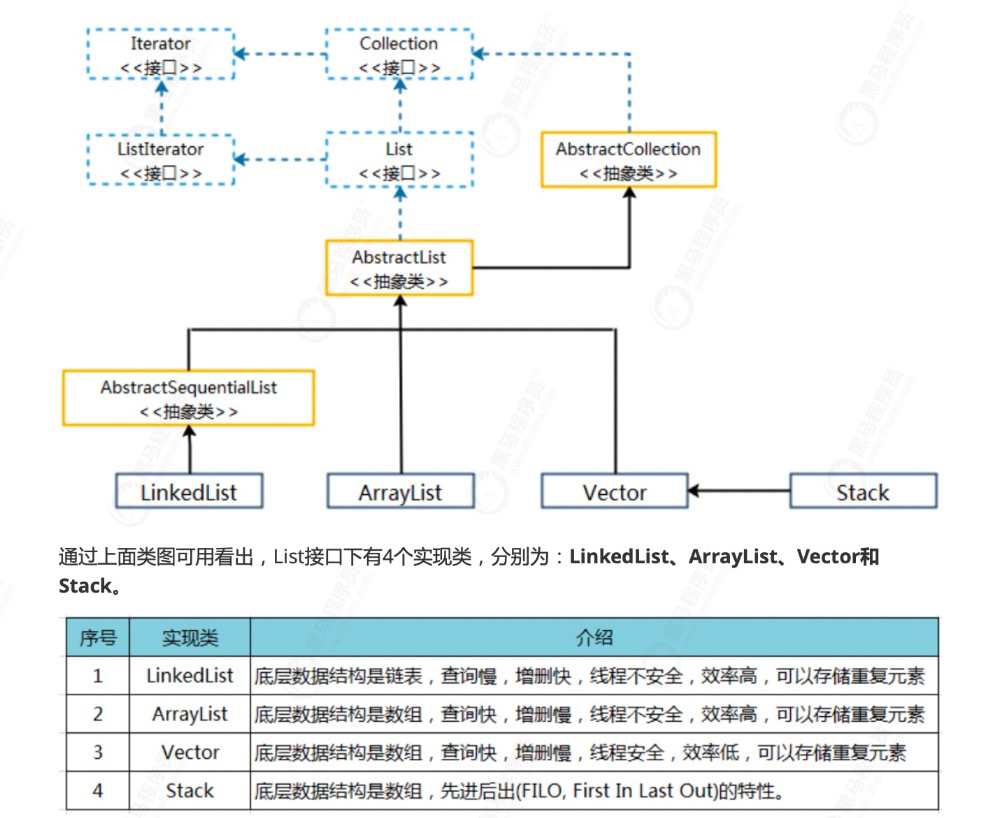 Iterator
<<接口>>
Collection
<<接口>>
ListIterator
<<接口>>
List
<<接口>>
AbstractCollection
<<抽象类>>
AbstractList
<<抽象类>>
AbstractSequentialList
<<抽象类>>
LinkedList
ArrayList
Vector
Stack
通过上面类图可用看出，List接口下有4个实现类，分别为：LinkedList、ArrayList、Vector和
Stack。
序号 实现类 介绍
1 LinkedList 底层数据结构是链表，查询慢，增删快，线程不安全，效率高，可以存储重复元素
2 ArrayList 底层数据结构是数组，查询快，增删慢，线程不安全，效率高，可以存储重复元素
3 Vector 底层数据结构是数组，查询快，增删慢，线程安全，效率低，可以存储重复元素
4 Stack 底层数据结构是数组，先进后出(FILO, First In Last Out)的特性。
黑马程序员